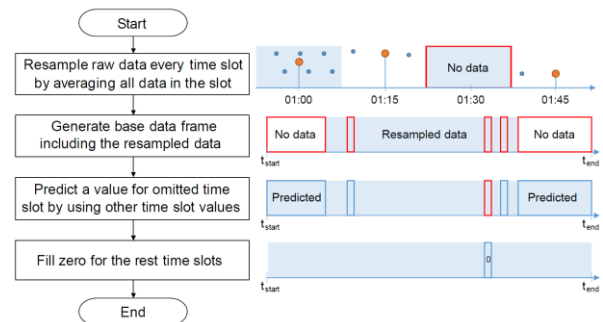 Start
Resample raw data every time slot
by averaging all data in the slot
No data
01:00 01:15 01:30 01:45
Generate base data frame
including the resampled data
No data Resampled data No data
tstart tend
Predict a value for omitted time
slot by using other time slot values
Predicted Predicted
tstart tend
Fill zero for the rest time slots
0
tstart tend
End